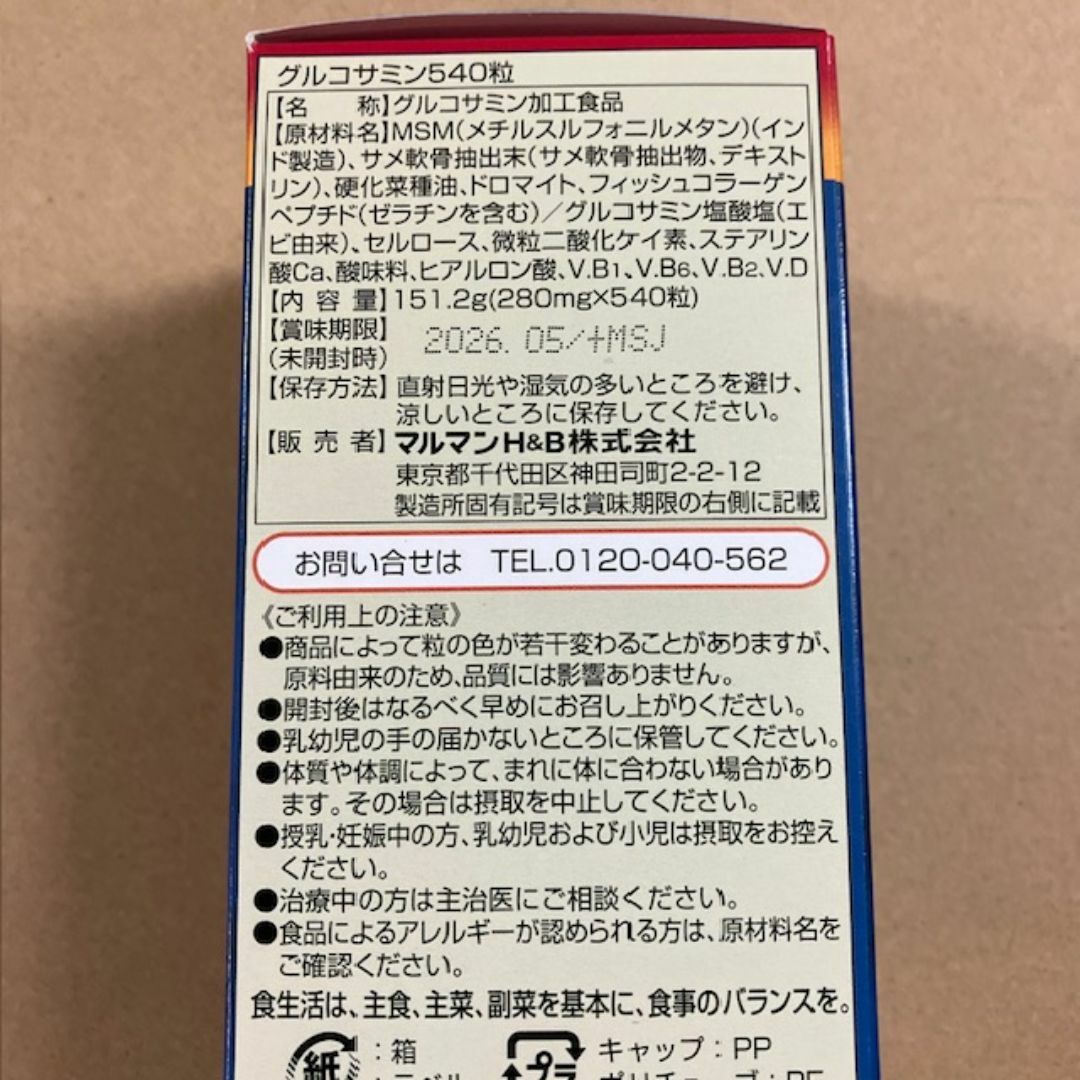 グルコサミン540粒
【名　　称】グルコサミン加工食品
【原材料名】MSM(メチルスルフォニルメタン)(イン
ド製造)、サメ軟骨抽出末(サメ軟骨抽出物、デキスト
リン)、硬化菜種油、ドロマイト、フィッシュコラーゲン
ペプチド(ゼラチンを含む)／グルコサミン塩酸塩(エ
ビ由来)、セルロース、微粒二酸化ケイ素、ステアリン
酸Ca、酸味料、ヒアルロン酸、V.B1、V.B6、V.B2、V.D
【内 容 量】151.2g(280mg×540粒)
【賞味期限】 2026. 05/+MSJ
(未開封時)
【保存方法】直射日光や湿気の多いところを避け、
涼しいところに保存してください。
【販 売 者】マルマンH&B株式会社
東京都千代田区神田司町2-2-12
製造所固有記号は賞味期限の右側に記載
お問い合せは　TEL.0120-040-562
《ご利用上の注意》
●商品によって粒の色が若干変わることがありますが、
原料由来のため、品質には影響ありません。
●開封後はなるべく早めにお召し上がりください。
●乳幼児の手の届かないところに保管してください。
●体質や体調によって、まれに体に合わない場合があり
ます。その場合は摂取を中止してください。
●授乳・妊娠中の方、乳幼児および小児は摂取をお控え
ください。
●治療中の方は主治医にご相談ください。
●食品によるアレルギーが認められる方は、原材料名を
ご確認ください。
食生活は、主食、主菜、副菜を基本に、食事のバランスを。
紙 : 箱 プラ キャップ : PP